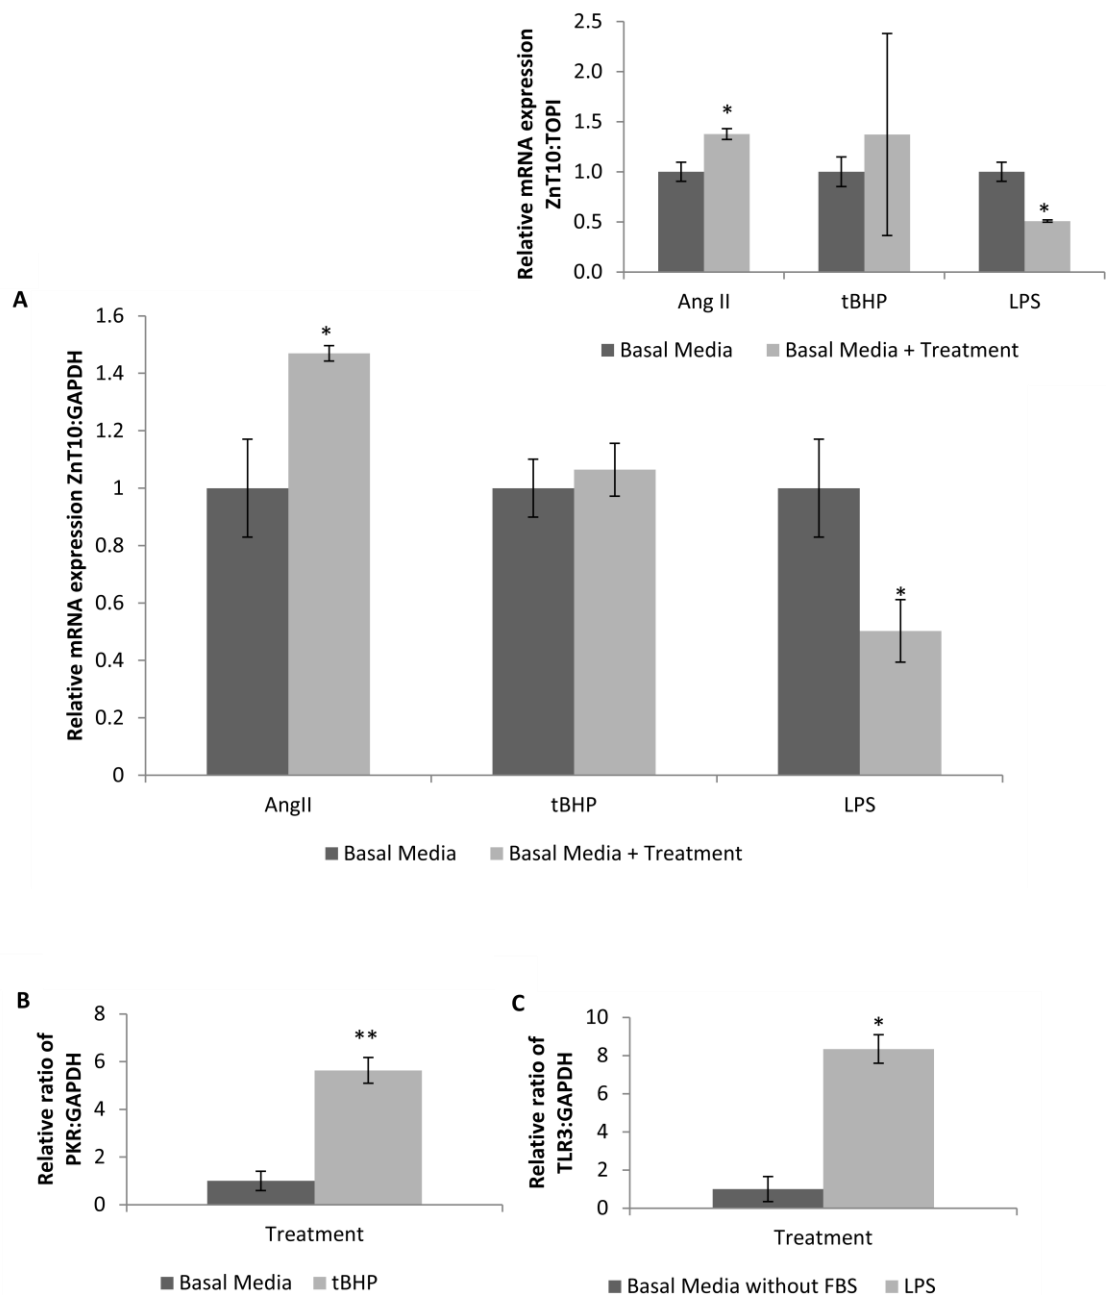 Relative mRNA expression
ZnT10:TOPI
2.5
2.0
1.5
1.0
0.5
0.0
*
*
Ang II tBHP LPS
Basal Media Basal Media + Treatment
A
Relative mRNA expression ZnT10:GAPDH
1.6
1.4
1.2
1
0.8
0.6
0.4
0.2
0
*
*
AngII tBHP LPS
Basal Media Basal Media + Treatment
B
Relative ratio of
PKR:GAPDH
8
6
4
2
0
**
Treatment
Basal Media tBHP
C
Relative ratio of
TLR3:GAPDH
10
8
6
4
2
0
*
Treatment
Basal Media without FBS LPS